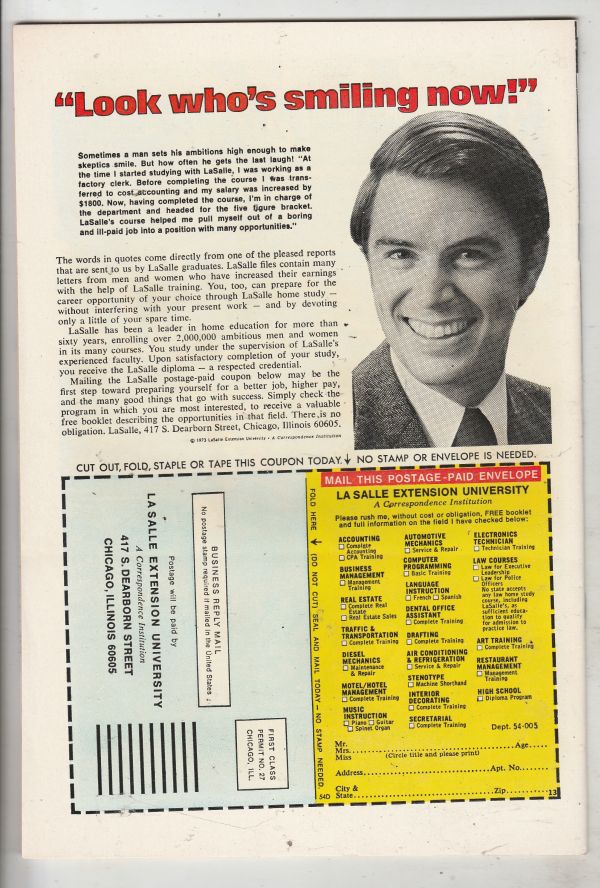 “Look who’s smiling now!”
Sometimes a man sets his ambitions high enough to make
skeptics smile. But how often he gets the last laugh! “At
the time I started studying with LaSalle, I was working as a
factory clerk. Before completing the course I was trans-
ferred to cost accounting and my salary was increased by
$1800. Now, having completed the course, I’m in charge of
the department and headed for the five figure bracket.
LaSalle’s course helped me pull myself out of a boring
and ill-paid job into a position with many opportunities.”
The words in quotes come directly from one of the pleased reports
that are sent to us by LaSalle graduates. LaSalle files contain many
letters from men and women who have increased their earnings
with the help of LaSalle training. You, too, can prepare for the
career opportunity of your choice through LaSalle home study –
without interfering with your present work – and by devoting
only a little of your spare time.
LaSalle has been a leader in home education for more than
sixty years, enrolling over 2,000,000 ambitious men and women
in its many courses. You study under the supervision of LaSalle’s
experienced faculty. Upon satisfactory completion of your study,
you receive the LaSalle diploma – a respected credential.
Mailing the LaSalle postage-paid coupon below may be the
first step toward preparing yourself for a better job, higher pay,
and the many good things that go with success. Simply check the
program in which you are most interested, to receive a valuable
free booklet describing the opportunities in that field. There is no
obligation. LaSalle, 417 S. Dearborn Street, Chicago, Illinois 60605.
© 1973 LaSalle Extension University • A Correspondence Institution
CUT OUT, FOLD, STAPLE OR TAPE THIS COUPON TODAY. NO STAMP OR ENVELOPE IS NEEDED.
BUSINESS REPLY MAIL
No postage stamp required if mailed in the United States
Postage will be paid by
LA SALLE EXTENSION UNIVERSITY
A Correspondence Institution
417 S. DEARBORN STREET
CHICAGO, ILLINOIS 60605
FIRST CLASS
PERMIT NO. 27
CHICAGO, ILL.
FOLD HERE (DO NOT CUT) SEAL AND MAIL TODAY – NO STAMP NEEDED.
54D
MAIL THIS POSTAGE-PAID ENVELOPE
LA SALLE EXTENSION UNIVERSITY
A Correspondence Institution
Please rush me, without cost or obligation, FREE booklet
and full information on the field I have checked below:
ACCOUNTING
Complete
Accounting
CPA Training
BUSINESS
MANAGEMENT
Management
Training
REAL ESTATE
Complete Real
Estate
Real Estate Sales
TRAFFIC &
TRANSPORTATION
Complete Training
DIESEL
MECHANICS
Maintenance
& Repair
MOTEL/HOTEL
MANAGEMENT
Complete Training
MUSIC
INSTRUCTION
Piano Guitar
Spinet Organ
AUTOMOTIVE
MECHANICS
Service & Repair
COMPUTER
PROGRAMMING
Basic Training
LANGUAGE
INSTRUCTION
French Spanish
DENTAL OFFICE
ASSISTANT
Complete Training
DRAFTING
Complete Training
AIR CONDITIONING
& REFRIGERATION
Service & Repair
STENOTYPE
Machine Shorthand
INTERIOR
DECORATING
Complete Training
SECRETARIAL
Complete Training
ELECTRONICS
TECHNICIAN
Technician Training
LAW COURSES
Law for Executive
Leadership
Law for Police
Officers
No state accepts
any law home study
course, including
LaSalle’s, as
sufficient educa-
tion to qualify
for admission to
practice law.
ART TRAINING
Complete Training
RESTAURANT
MANAGEMENT
Management
Training
HIGH SCHOOL
Diploma Program
Dept. 54-005
Mr.
Mrs. Age
Miss (Circle title and please print)
Address Apt. No.
City &
State Zip
13